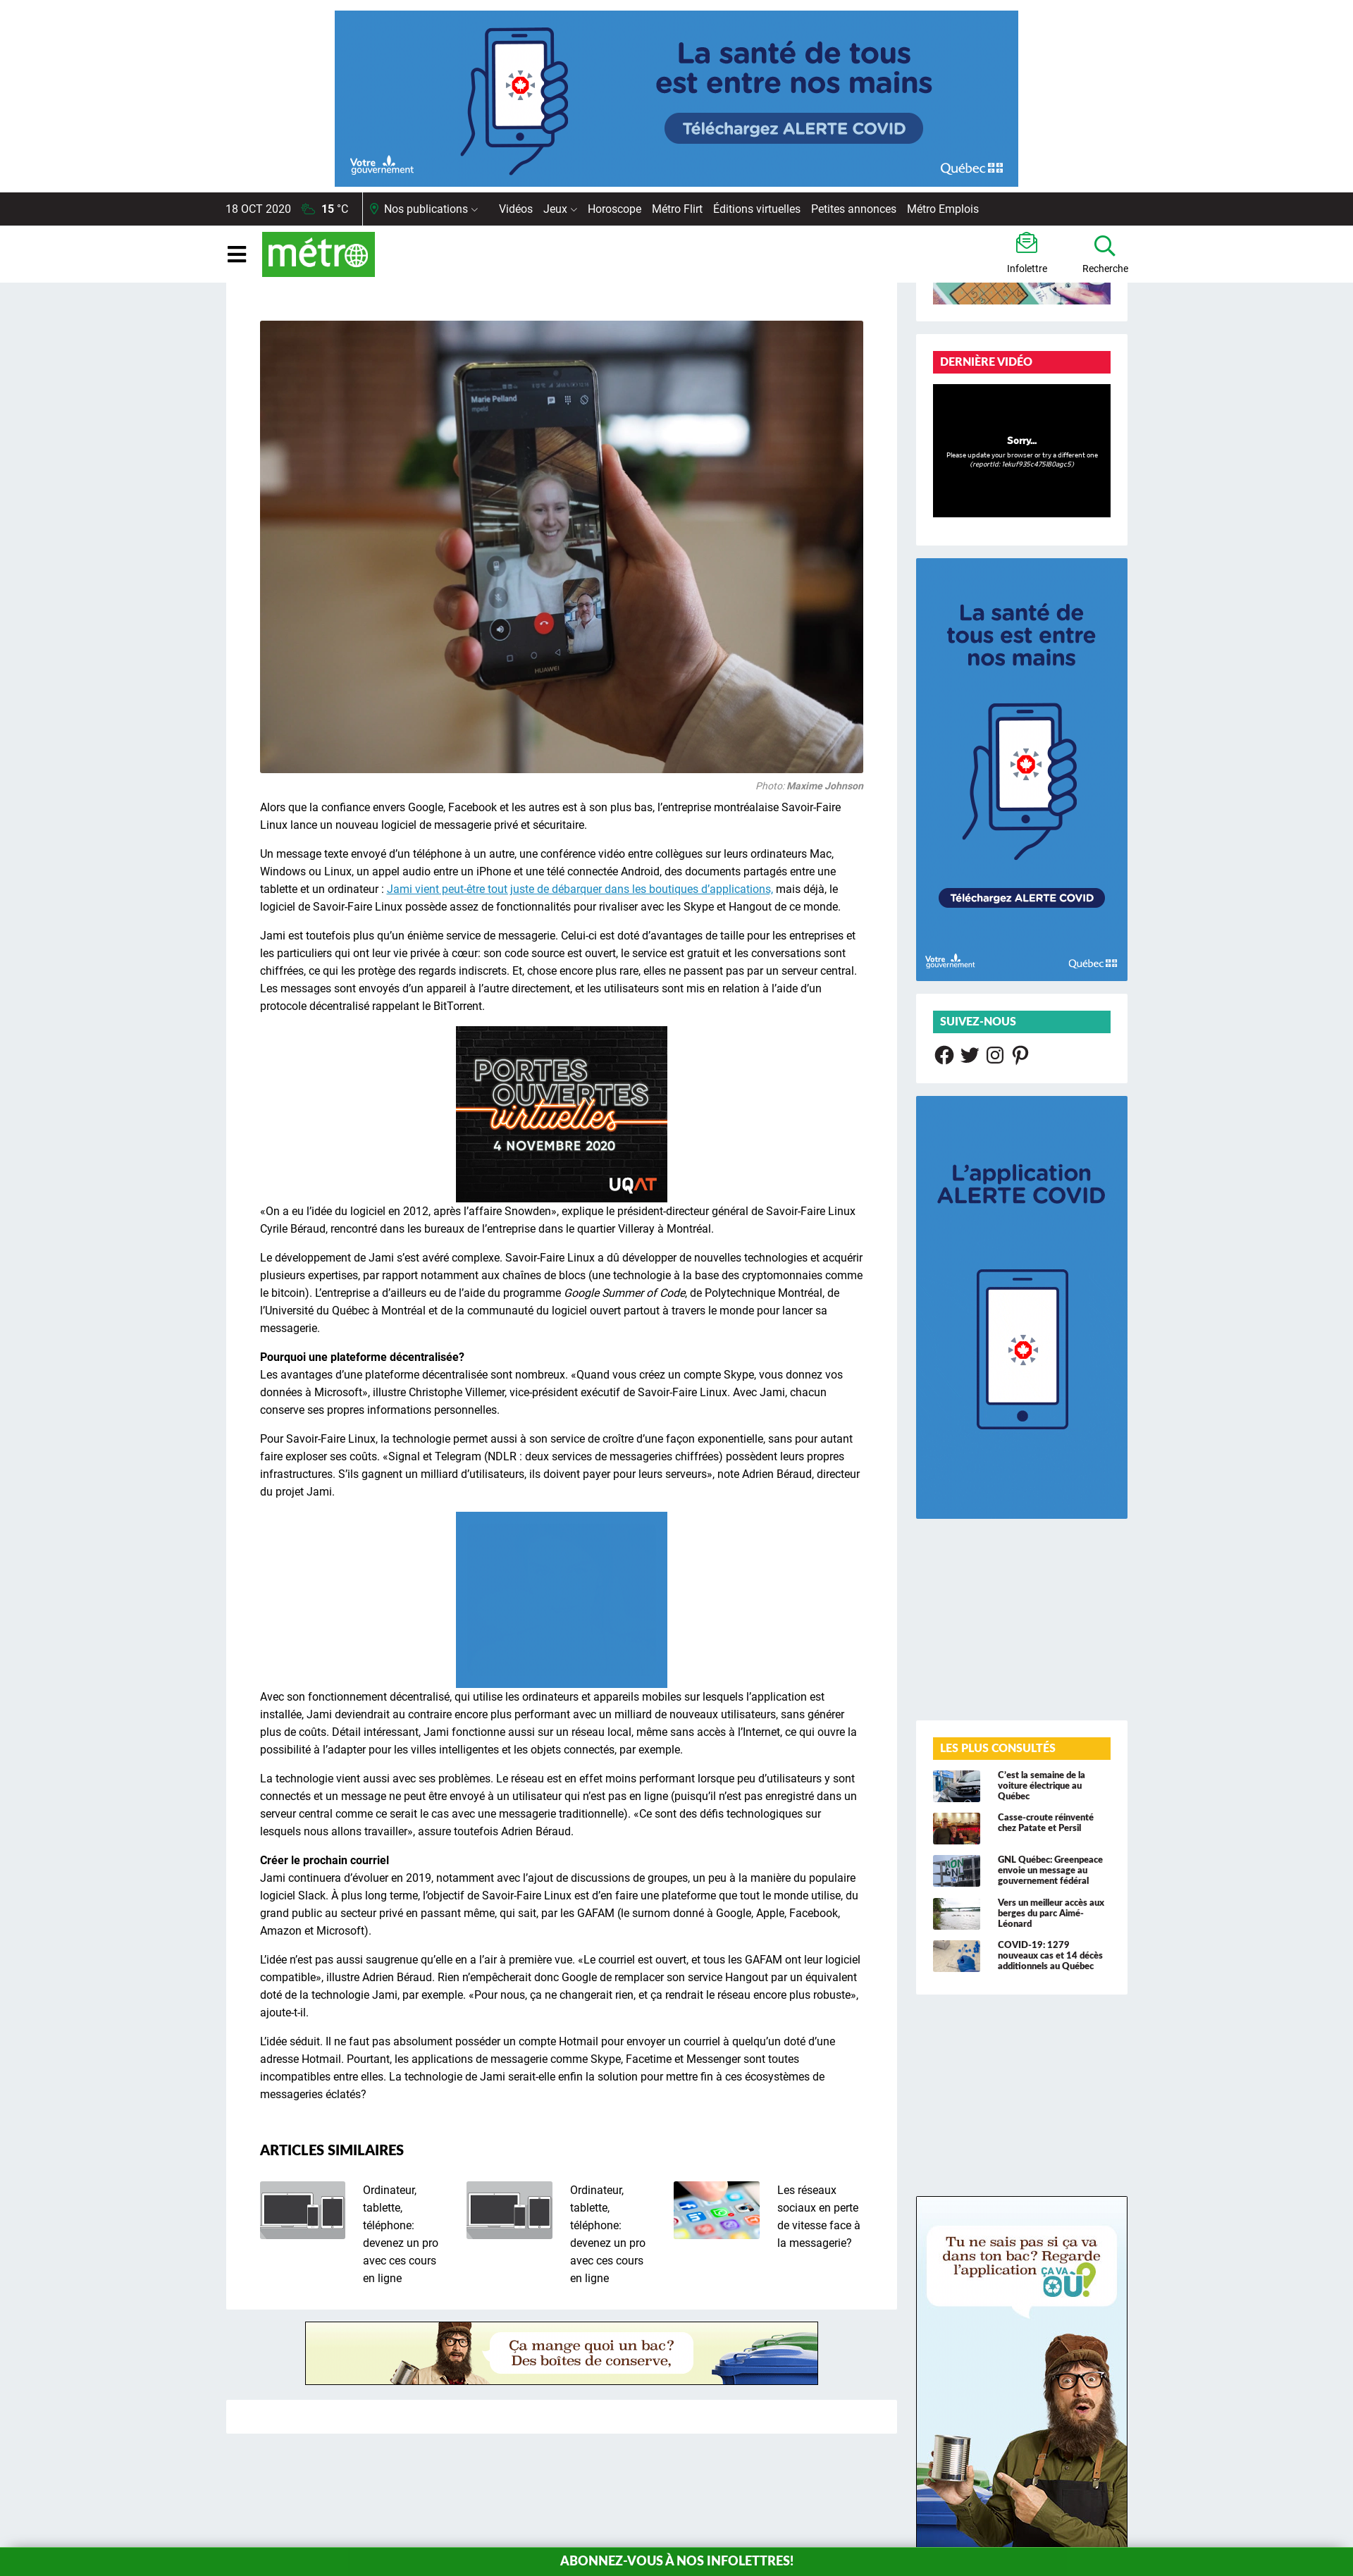 La santé de tous
est entre nos mains
Téléchargez ALERTE COVID
Votre
gouvernement
Québec
18 OCT 2020 15 °C Nos publications Vidéos Jeux Horoscope Métro Flirt Éditions virtuelles Petites annonces Métro Emplois
métro
Infolettre
Recherche
Marie Pelland
HUAWEI
Photo: Maxime Johnson
Alors que la confiance envers Google, Facebook et les autres est à son plus bas, l’entreprise montréalaise Savoir-Faire
Linux lance un nouveau logiciel de messagerie privé et sécuritaire.
Un message texte envoyé d’un téléphone à un autre, une conférence vidéo entre collègues sur leurs ordinateurs Mac,
Windows ou Linux, un appel audio entre un iPhone et une télé connectée Android, des documents partagés entre une
tablette et un ordinateur : Jami vient peut-être tout juste de débarquer dans les boutiques d’applications, mais déjà, le
logiciel de Savoir-Faire Linux possède assez de fonctionnalités pour rivaliser avec les Skype et Hangout de ce monde.
Jami est toutefois plus qu’un énième service de messagerie. Celui-ci est doté d’avantages de taille pour les entreprises et
les particuliers qui ont leur vie privée à cœur: son code source est ouvert, le service est gratuit et les conversations sont
chiffrées, ce qui les protège des regards indiscrets. Et, chose encore plus rare, elles ne passent pas par un serveur central.
Les messages sont envoyés d’un appareil à l’autre directement, et les utilisateurs sont mis en relation à l’aide d’un
protocole décentralisé rappelant le BitTorrent.
PORTES
OUVERTES
virtuelles
4 NOVEMBRE 2020
UQAT
«On a eu l’idée du logiciel en 2012, après l’affaire Snowden», explique le président-directeur général de Savoir-Faire Linux
Cyrile Béraud, rencontré dans les bureaux de l’entreprise dans le quartier Villeray à Montréal.
Le développement de Jami s’est avéré complexe. Savoir-Faire Linux a dû développer de nouvelles technologies et acquérir
plusieurs expertises, par rapport notamment aux chaînes de blocs (une technologie à la base des cryptomonnaies comme
le bitcoin). L’entreprise a d’ailleurs eu de l’aide du programme Google Summer of Code, de Polytechnique Montréal, de
l’Université du Québec à Montréal et de la communauté du logiciel ouvert partout à travers le monde pour lancer sa
messagerie.
Pourquoi une plateforme décentralisée?
Les avantages d’une plateforme décentralisée sont nombreux. «Quand vous créez un compte Skype, vous donnez vos
données à Microsoft», illustre Christophe Villemer, vice-président exécutif de Savoir-Faire Linux. Avec Jami, chacun
conserve ses propres informations personnelles.
Pour Savoir-Faire Linux, la technologie permet aussi à son service de croître d’une façon exponentielle, sans pour autant
faire exploser ses coûts. «Signal et Telegram (NDLR : deux services de messageries chiffrées) possèdent leurs propres
infrastructures. S’ils gagnent un milliard d’utilisateurs, ils doivent payer pour leurs serveurs», note Adrien Béraud, directeur
du projet Jami.
Avec son fonctionnement décentralisé, qui utilise les ordinateurs et appareils mobiles sur lesquels l’application est
installée, Jami deviendrait au contraire encore plus performant avec un milliard de nouveaux utilisateurs, sans générer
plus de coûts. Détail intéressant, Jami fonctionne aussi sur un réseau local, même sans accès à l’Internet, ce qui ouvre la
possibilité à l’adapter pour les villes intelligentes et les objets connectés, par exemple.
La technologie vient aussi avec ses problèmes. Le réseau est en effet moins performant lorsque peu d’utilisateurs y sont
connectés et un message ne peut être envoyé à un utilisateur qui n’est pas en ligne (puisqu’il n’est pas enregistré dans un
serveur central comme ce serait le cas avec une messagerie traditionnelle). «Ce sont des défis technologiques sur
lesquels nous allons travailler», assure toutefois Adrien Béraud.
Créer le prochain courriel
Jami continuera d’évoluer en 2019, notamment avec l’ajout de discussions de groupes, un peu à la manière du populaire
logiciel Slack. À plus long terme, l’objectif de Savoir-Faire Linux est d’en faire une plateforme que tout le monde utilise, du
grand public au secteur privé en passant même, qui sait, par les GAFAM (le surnom donné à Google, Apple, Facebook,
Amazon et Microsoft).
L’idée n’est pas aussi saugrenue qu’elle en a l’air à première vue. «Le courriel est ouvert, et tous les GAFAM ont leur logiciel
compatible», illustre Adrien Béraud. Rien n’empêcherait donc Google de remplacer son service Hangout par un équivalent
doté de la technologie Jami, par exemple. «Pour nous, ça ne changerait rien, et ça rendrait le réseau encore plus robuste»,
ajoute-t-il.
L’idée séduit. Il ne faut pas absolument posséder un compte Hotmail pour envoyer un courriel à quelqu’un doté d’une
adresse Hotmail. Pourtant, les applications de messagerie comme Skype, Facetime et Messenger sont toutes
incompatibles entre elles. La technologie de Jami serait-elle enfin la solution pour mettre fin à ces écosystèmes de
messageries éclatés?
ARTICLES SIMILAIRES
Ordinateur,
tablette,
téléphone:
devenez un pro
avec ces cours
en ligne
Ordinateur,
tablette,
téléphone:
devenez un pro
avec ces cours
en ligne
Les réseaux
sociaux en perte
de vitesse face à
la messagerie?
Ça mange quoi un bac?
Des boîtes de conserve,
DERNIÈRE VIDÉO
Sorry...
Please update your browser or try a different one
(reportId: 1ekuf935c475l80agc5)
La santé de
tous est entre
nos mains
Téléchargez ALERTE COVID
Votre
gouvernement
Québec
SUIVEZ-NOUS
L’application
ALERTE COVID
LES PLUS CONSULTÉS
C’est la semaine de la
voiture électrique au
Québec
Casse-croute réinventé
chez Patate et Persil
GNL Québec: Greenpeace
envoie un message au
gouvernement fédéral
Vers un meilleur accès aux
berges du parc Aimé-
Léonard
COVID-19: 1279
nouveaux cas et 14 décès
additionnels au Québec
Tu ne sais pas si ça va
dans ton bac? Regarde
l’application ÇA VA
OÙ?
ABONNEZ-VOUS À NOS INFOLETTRES!